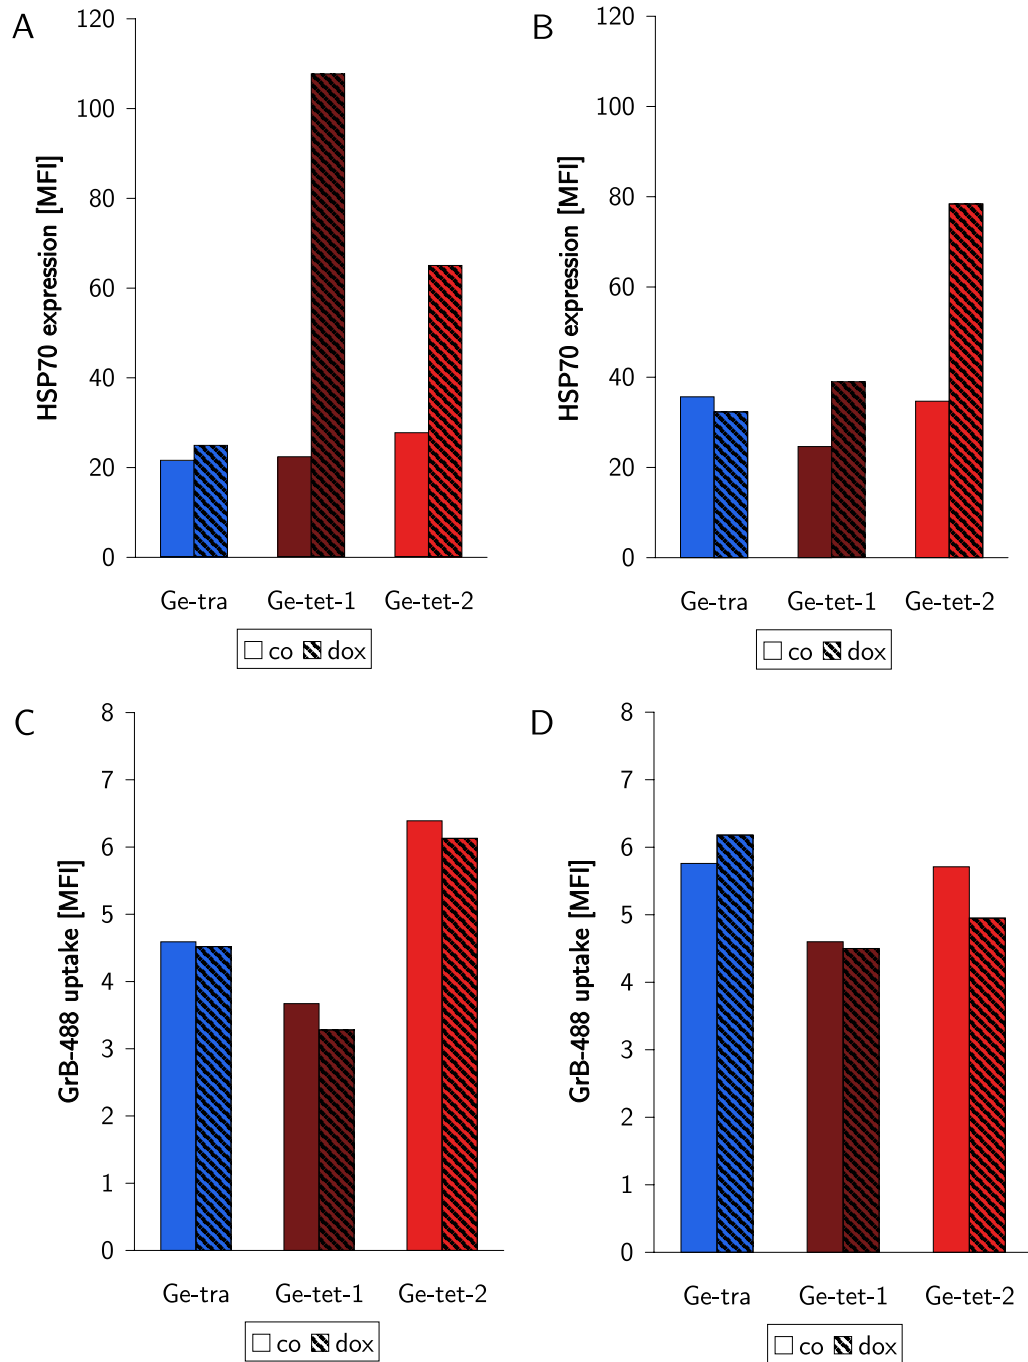 A
HSP70 expression [MFI]
120
100
80
60
40
20
0
Ge-tra Ge-tet-1 Ge-tet-2
co dox
B
HSP70 expression [MFI]
120
100
80
60
40
20
0
Ge-tra Ge-tet-1 Ge-tet-2
co dox
C
GrB-488 uptake [MFI]
8
7
6
5
4
3
2
1
0
Ge-tra Ge-tet-1 Ge-tet-2
co dox
D
GrB-488 uptake [MFI]
8
7
6
5
4
3
2
1
0
Ge-tra Ge-tet-1 Ge-tet-2
co dox